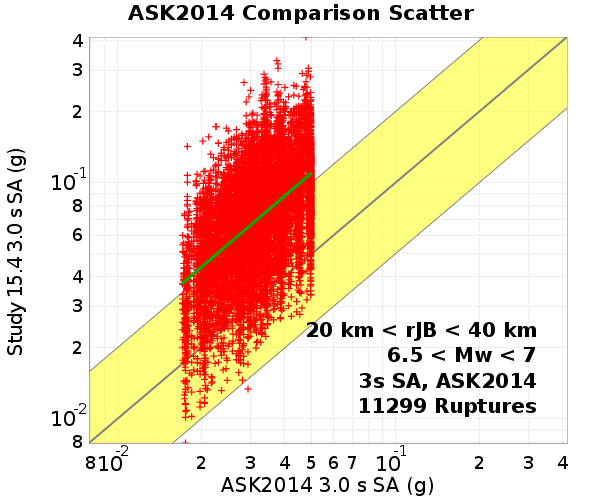 ASK2014 Comparison Scatter
Study 15.4 3.0 s SA (g)
4
3
2
10⁻¹
8
6
4
3
2
10⁻²
8
20 km < rJB < 40 km
6.5 < Mw < 7
3s SA, ASK2014
11299 Ruptures
8 10⁻² 2 3 4 5 6 7 10⁻¹ 2 3 4
ASK2014 3.0 s SA (g)